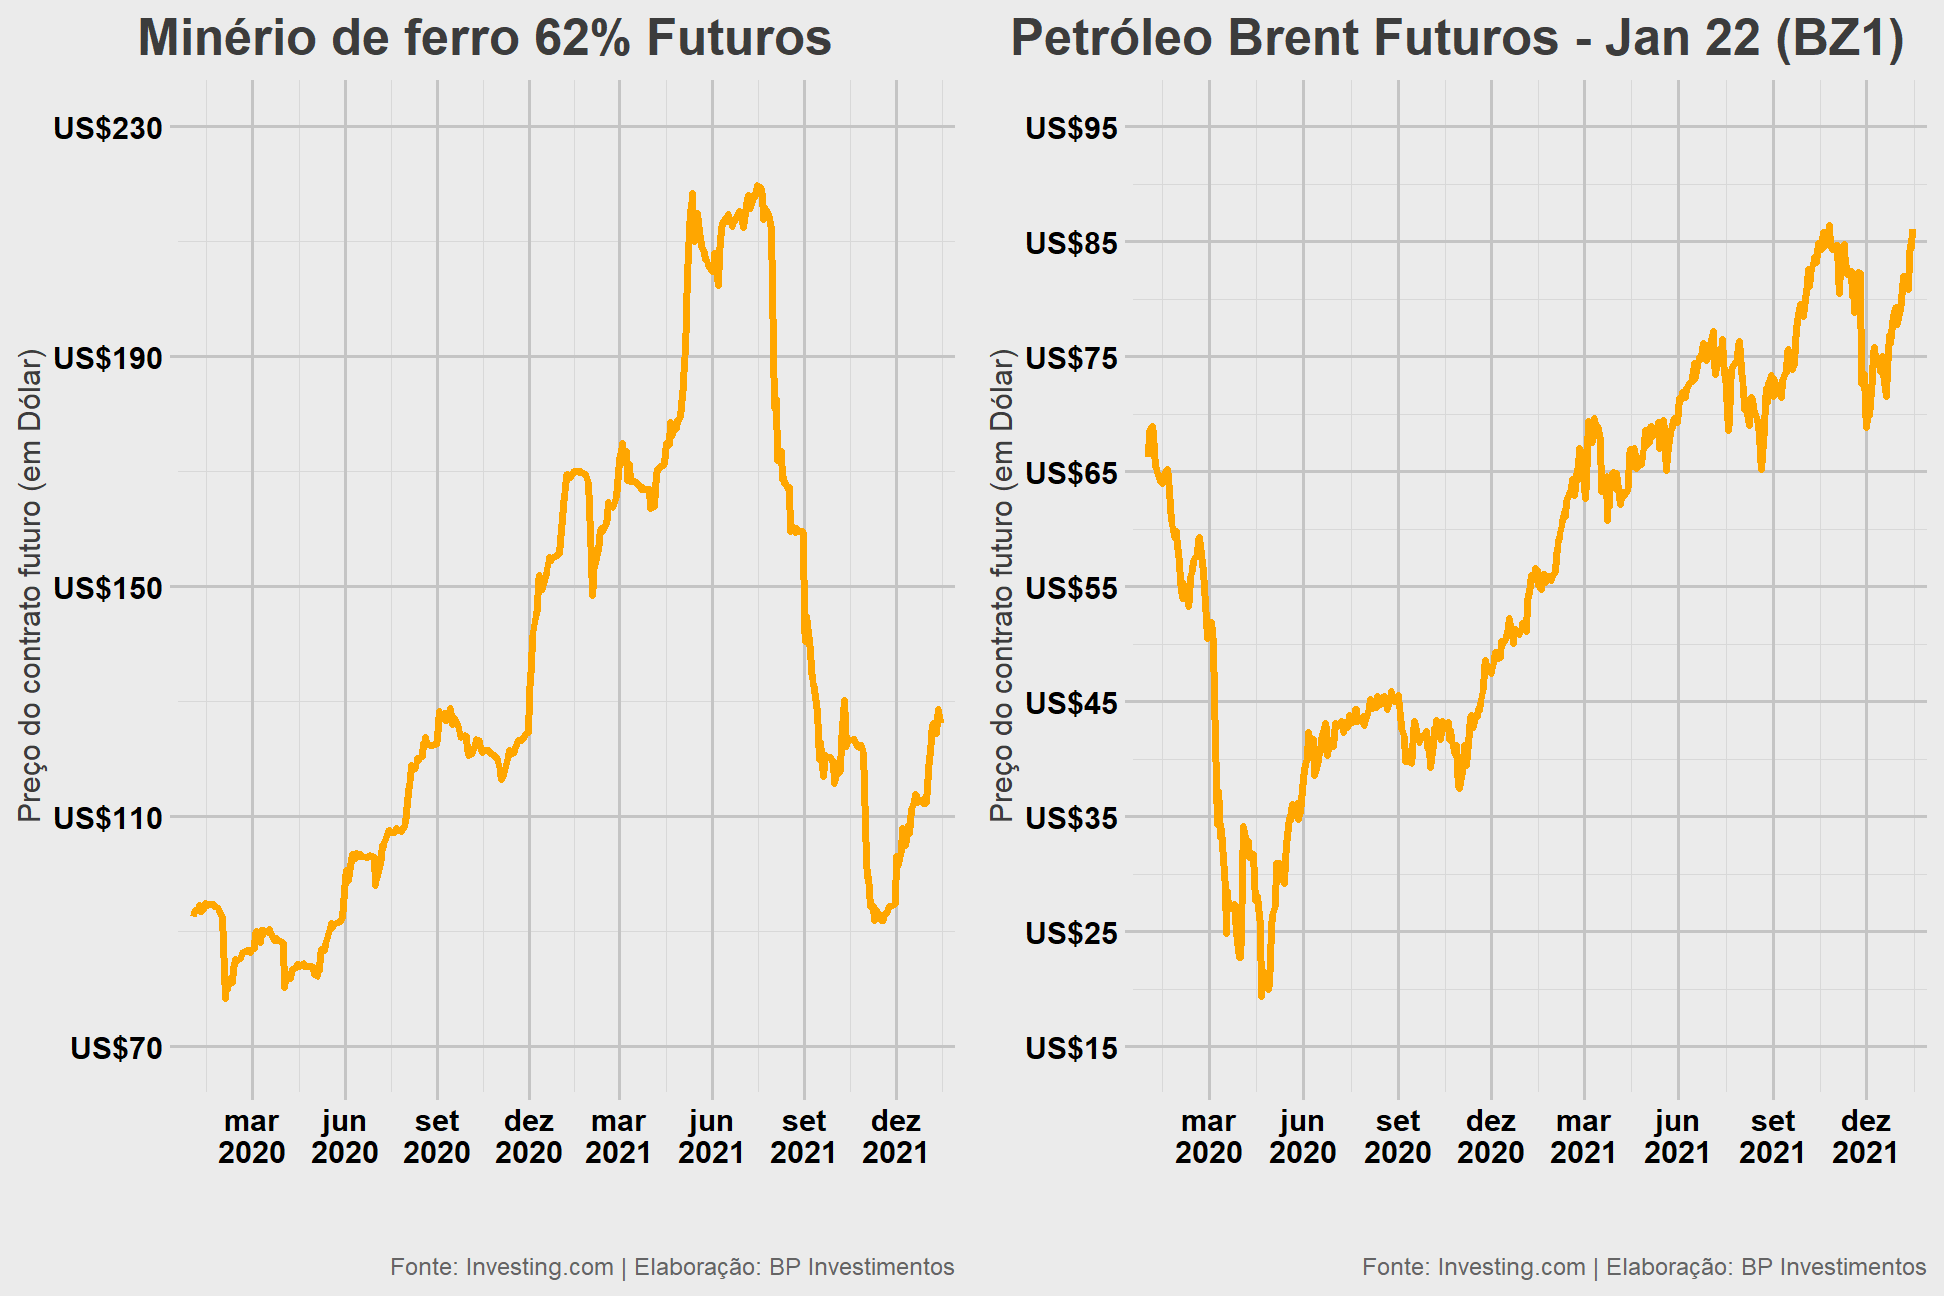 Minério de ferro 62% Futuros
Preço do contrato futuro (em Dólar)
US$230
US$190
US$150
US$110
US$70
mar
2020
jun
2020
set
2020
dez
2020
mar
2021
jun
2021
set
2021
dez
2021
Fonte: Investing.com | Elaboração: BP Investimentos
Petróleo Brent Futuros - Jan 22 (BZ1)
Preço do contrato futuro (em Dólar)
US$95
US$85
US$75
US$65
US$55
US$45
US$35
US$25
US$15
mar
2020
jun
2020
set
2020
dez
2020
mar
2021
jun
2021
set
2021
dez
2021
Fonte: Investing.com | Elaboração: BP Investimentos